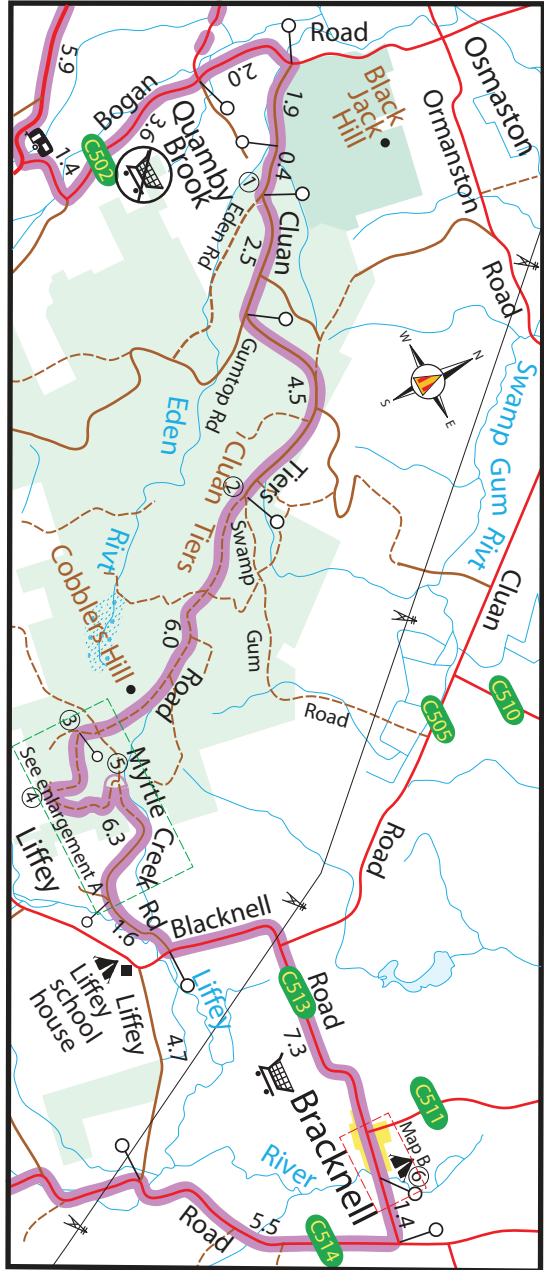 Road
Osmaston
Ormanston
Road
Black
Jack
Hill
5.9
2.0
1.9
Bogan
3.6
C502
1.4
Quamby
Brook
0.4
1
Eden Rd
Cluan
2.5
N
W
E
S
Swamp Gum Rivt
Gumtop Rd
4.5
Eden
Rivt
Cluan Tiers
Tiers
2
Swamp
Gum
Road
Cluan
C510
C505
Road
Cobblers Hill
6.0
Road
3
5
4
See enlargement A
Myrtle Creek Rd
6.3
Liffey
1.6
Blacknell
Road
C513
7.3
Liffey
River
Liffey
Liffey
school
house
4.7
Bracknell
C511
Map B
6
1.4
Road
5.5
C514